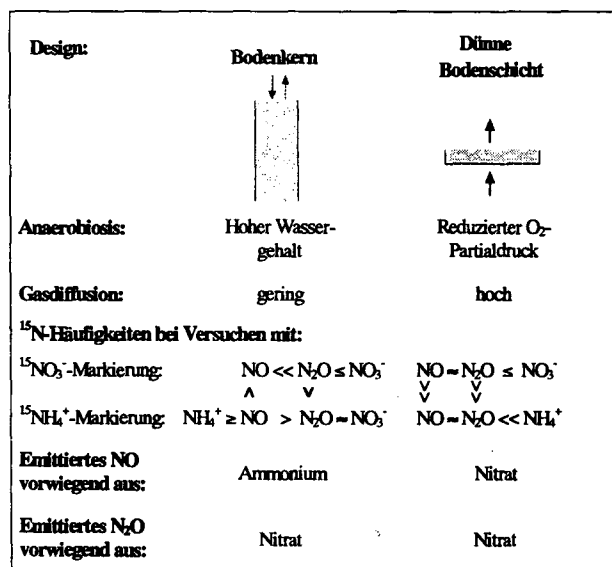 Design: Bodenkern Dünne Bodenschicht
Anaerobiosis: Hoher Wasser-gehalt Reduzierter O₂-Partialdruck
Gasdiffusion: gering hoch
¹⁵N-Häufigkeiten bei Versuchen mit:
¹⁵NO₃⁻-Markierung: NO << N₂O ≤ NO₃⁻ NO ≈ N₂O ≤ NO₃⁻
^ v v v
v v
¹⁵NH₄⁺-Markierung: NH₄⁺ ≥ NO > N₂O ≈ NO₃⁻ NO ≈ N₂O << NH₄⁺
Emittiertes NO
vorwiegend aus: Ammonium Nitrat
Emittiertes N₂O
vorwiegend aus: Nitrat Nitrat